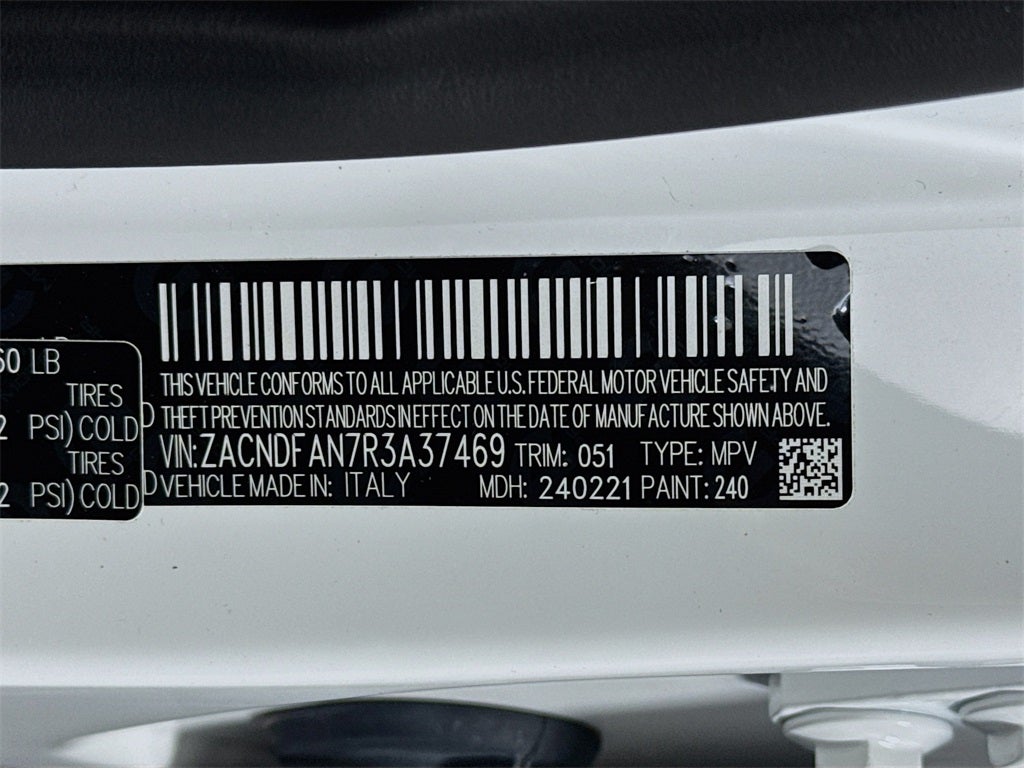 THIS VEHICLE CONFORMS TO ALL APPLICABLE U.S. FEDERAL MOTOR VEHICLE SAFETY AND
THEFT PREVENTION STANDARDS IN EFFECT ON THE DATE OF MANUFACTURE SHOWN ABOVE.
VIN:ZACNDFAN7R3A37469 TRIM: 051 TYPE: MPV
VEHICLE MADE IN: ITALY MDH: 240221 PAINT: 240
60 LB
TIRES
2 PSI) COLD
TIRES
2 PSI) COLD